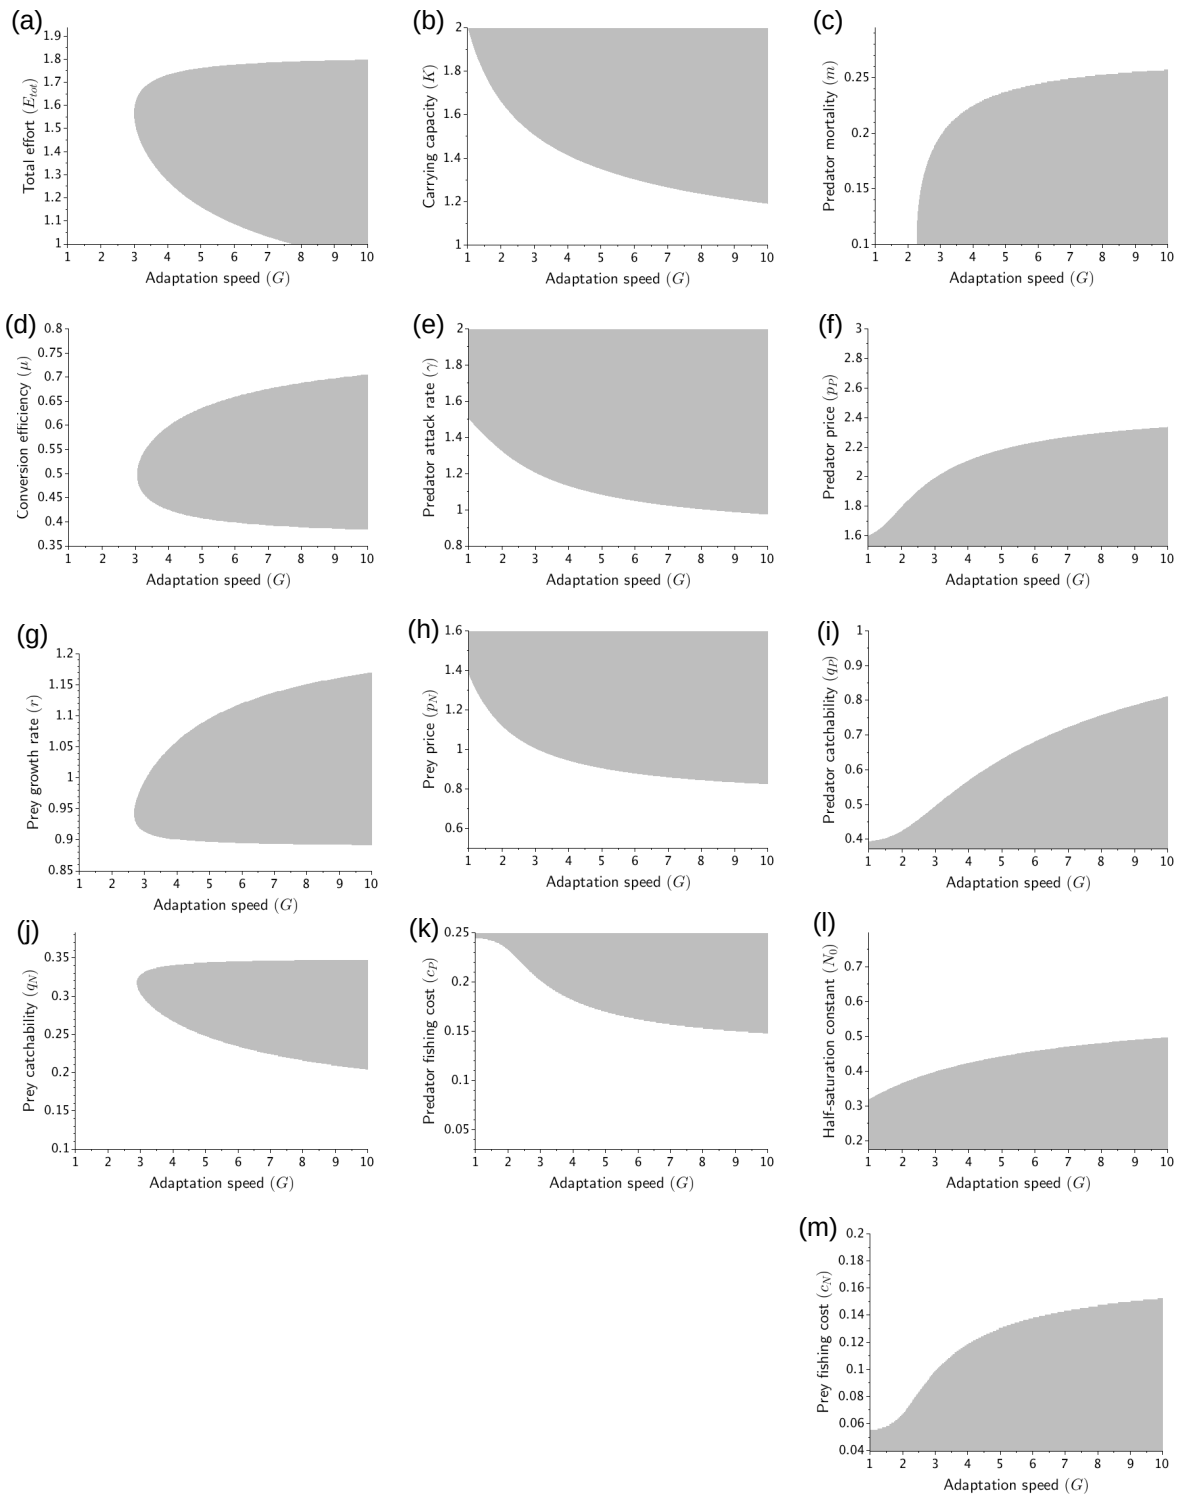 (a)
Total effort (E_tot)
1.9
1.8
1.7
1.6
1.5
1.4
1.3
1.2
1.1
1
1 2 3 4 5 6 7 8 9 10
Adaptation speed (G)
(b)
Carrying capacity (K)
2
1.8
1.6
1.4
1.2
1
1 2 3 4 5 6 7 8 9 10
Adaptation speed (G)
(c)
Predator mortality (m)
0.25
0.2
0.15
0.1
1 2 3 4 5 6 7 8 9 10
Adaptation speed (G)
(d)
Conversion efficiency (μ)
0.8
0.75
0.7
0.65
0.6
0.55
0.5
0.45
0.4
0.35
1 2 3 4 5 6 7 8 9 10
Adaptation speed (G)
(e)
Predator attack rate (γ)
2
1.8
1.6
1.4
1.2
1
0.8
1 2 3 4 5 6 7 8 9 10
Adaptation speed (G)
(f)
Predator price (p_P)
3
2.8
2.6
2.4
2.2
2
1.8
1.6
1 2 3 4 5 6 7 8 9 10
Adaptation speed (G)
(g)
Prey growth rate (r)
1.2
1.15
1.1
1.05
1
0.95
0.9
0.85
1 2 3 4 5 6 7 8 9 10
Adaptation speed (G)
(h)
Prey price (p_N)
1.6
1.4
1.2
1
0.8
0.6
1 2 3 4 5 6 7 8 9 10
Adaptation speed (G)
(i)
Predator catchability (q_P)
1
0.9
0.8
0.7
0.6
0.5
0.4
1 2 3 4 5 6 7 8 9 10
Adaptation speed (G)
(j)
Prey catchability (q_N)
0.35
0.3
0.25
0.2
0.15
0.1
1 2 3 4 5 6 7 8 9 10
Adaptation speed (G)
(k)
Predator fishing cost (c_P)
0.25
0.2
0.15
0.1
0.05
1 2 3 4 5 6 7 8 9 10
Adaptation speed (G)
(l)
Half-saturation constant (N_0)
0.7
0.6
0.5
0.4
0.3
0.2
1 2 3 4 5 6 7 8 9 10
Adaptation speed (G)
(m)
Prey fishing cost (c_N)
0.2
0.18
0.16
0.14
0.12
0.1
0.08
0.06
0.04
1 2 3 4 5 6 7 8 9 10
Adaptation speed (G)